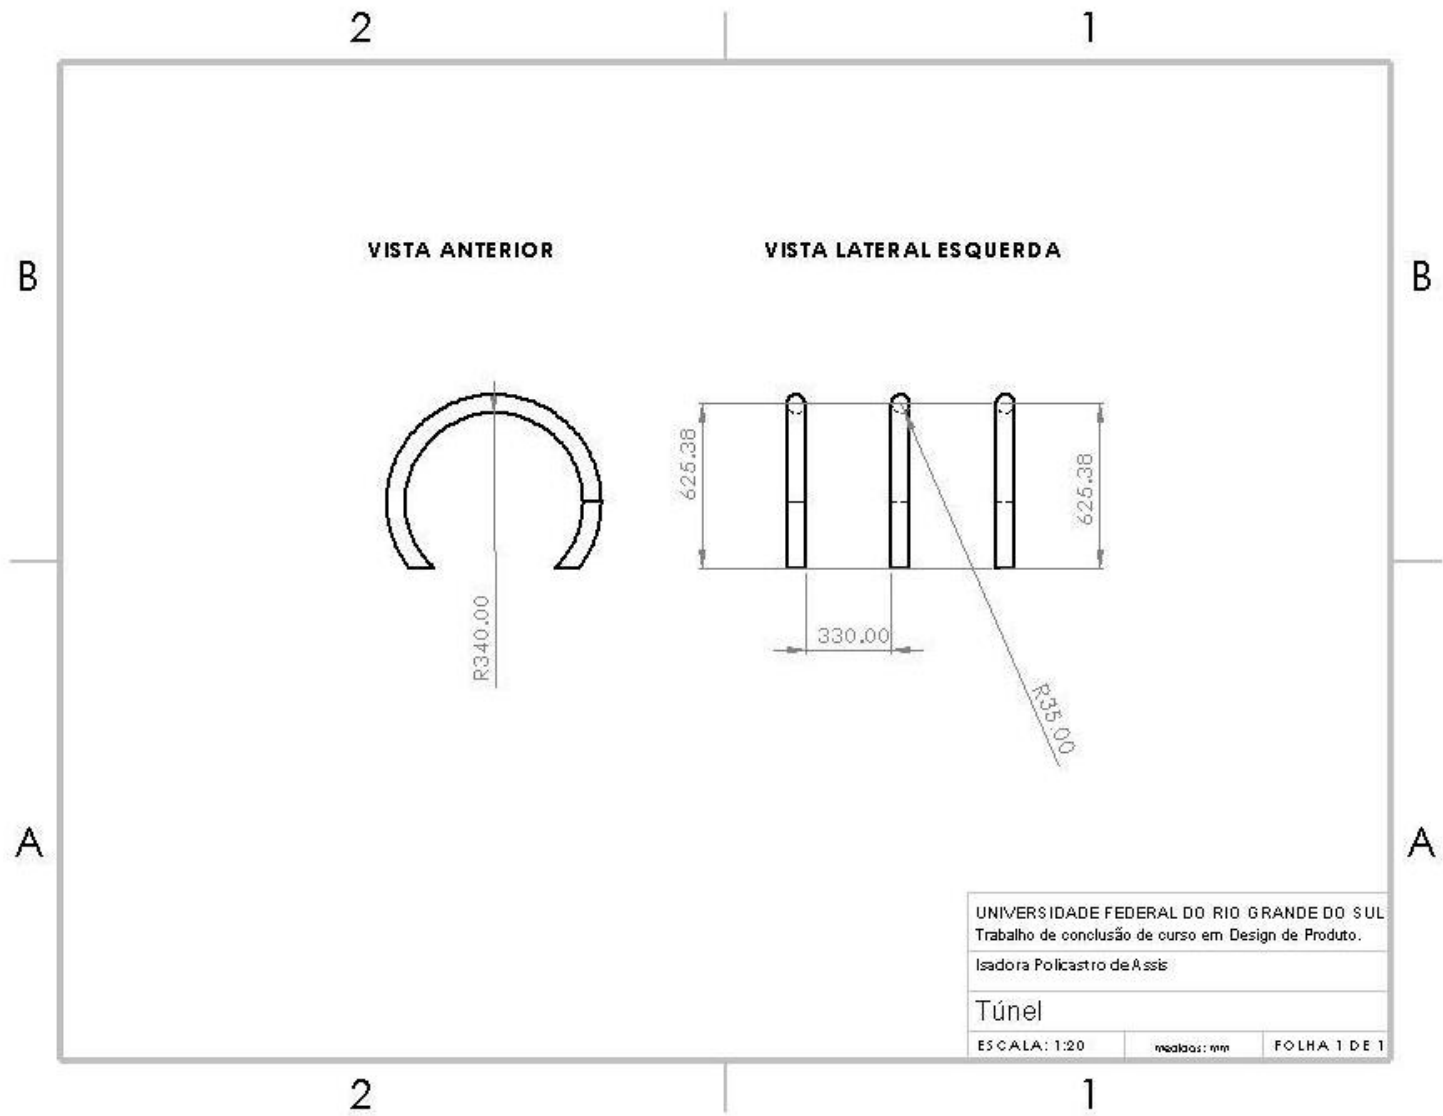 2 1
VISTA ANTERIOR VISTA LATERAL ESQUERDA
B B
625.38 625.38
R340.00 330.00
R35.00
A A
UNIVERSIDADE FEDERAL DO RIO GRANDE DO SUL
Trabalho de conclusão de curso em Design de Produto.
Isadora Policastro de Assis
Túnel
ESCALA: 1:20 medidas: mm FOLHA 1 DE 1
2 1